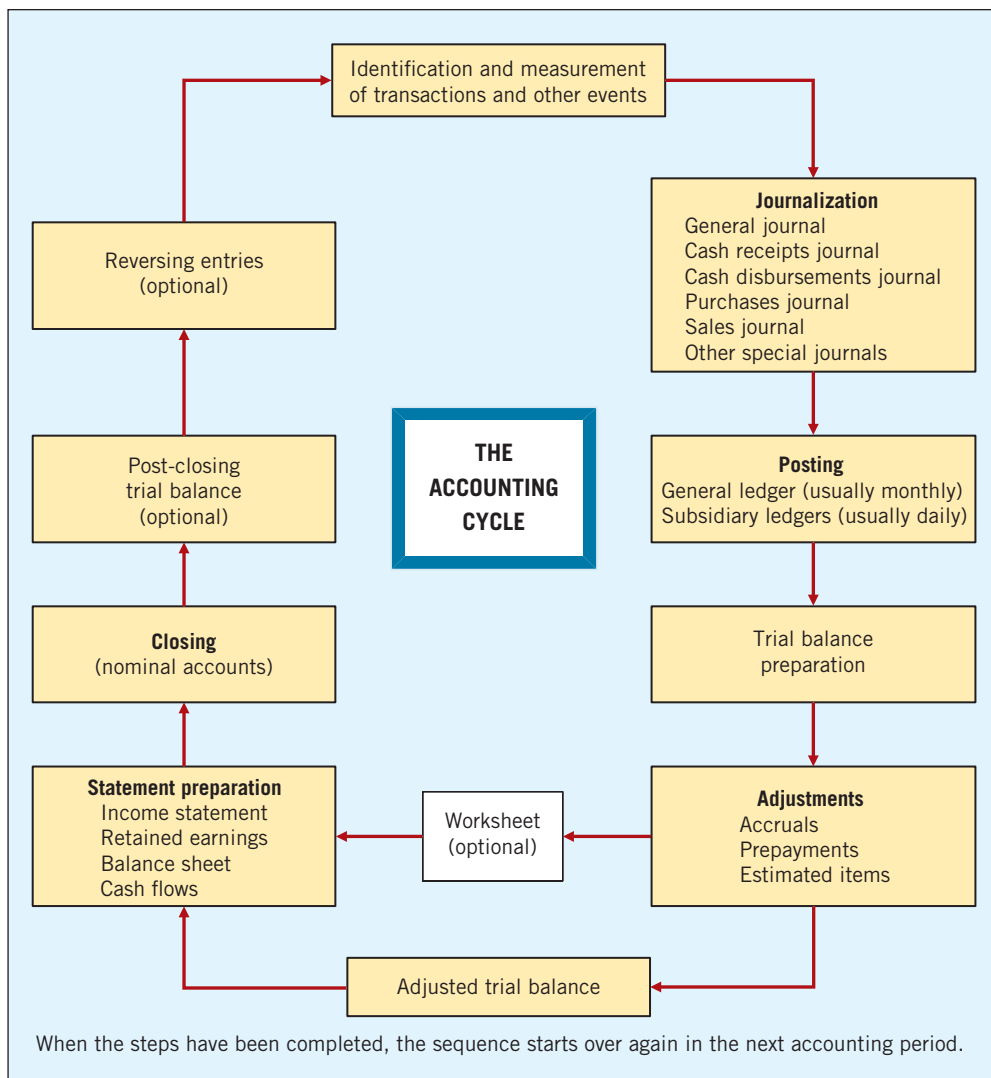 Identification and measurement
of transactions and other events
Journalization
General journal
Cash receipts journal
Cash disbursements journal
Purchases journal
Sales journal
Other special journals
Posting
General ledger (usually monthly)
Subsidiary ledgers (usually daily)
Trial balance
preparation
Adjustments
Accruals
Prepayments
Estimated items
Worksheet
(optional)
Adjusted trial balance
Statement preparation
Income statement
Retained earnings
Balance sheet
Cash flows
Closing
(nominal accounts)
Post-closing
trial balance
(optional)
Reversing entries
(optional)
THE
ACCOUNTING
CYCLE
When the steps have been completed, the sequence starts over again in the next accounting period.